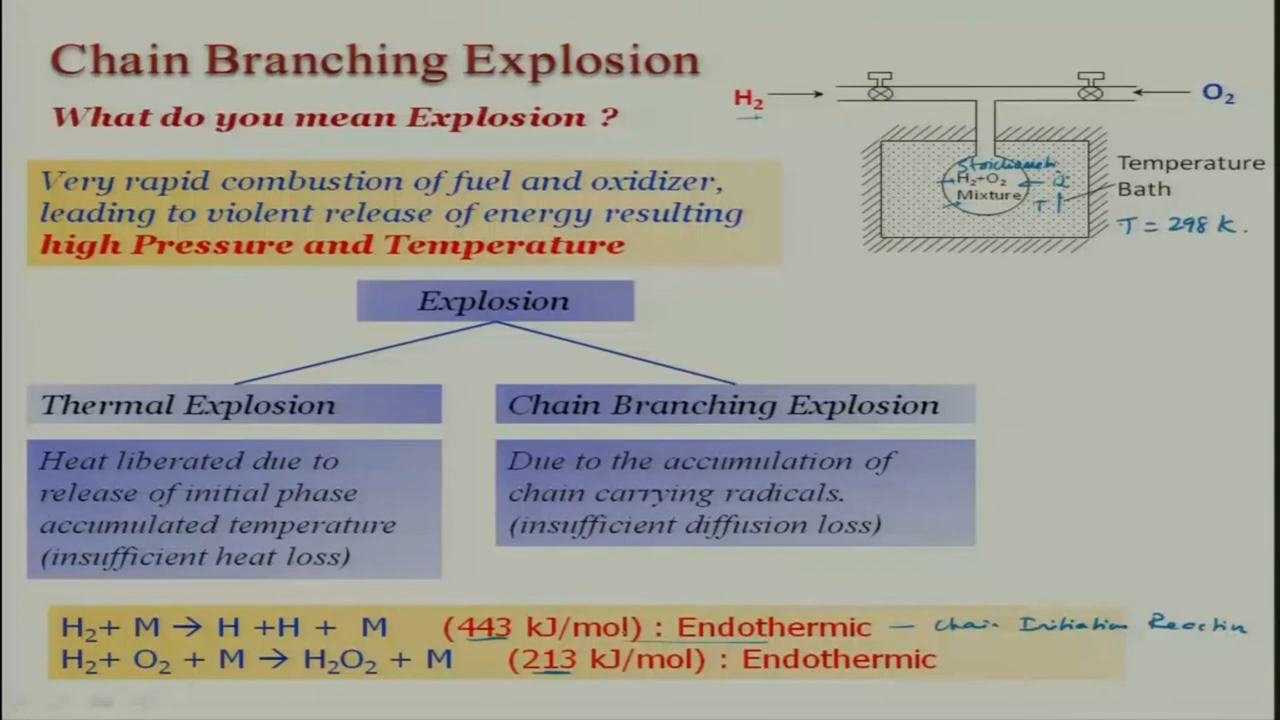 Chain Branching Explosion
What do you mean Explosion ?
H₂
O₂
Very rapid combustion of fuel and oxidizer,
leading to violent release of energy resulting
high Pressure and Temperature
H₂+O₂
Mixture
Q̇
T↑
Temperature
Bath
T = 298 K.
Explosion
Thermal Explosion
Chain Branching Explosion
Heat liberated due to
release of initial phase
accumulated temperature
(insufficient heat loss)
Due to the accumulation of
chain carrying radicals.
(insufficient diffusion loss)
H₂+ M → H +H + M (443 kJ/mol) : Endothermic – Chain Initiation Reaction
H₂+ O₂ + M → H₂O₂ + M (213 kJ/mol) : Endothermic